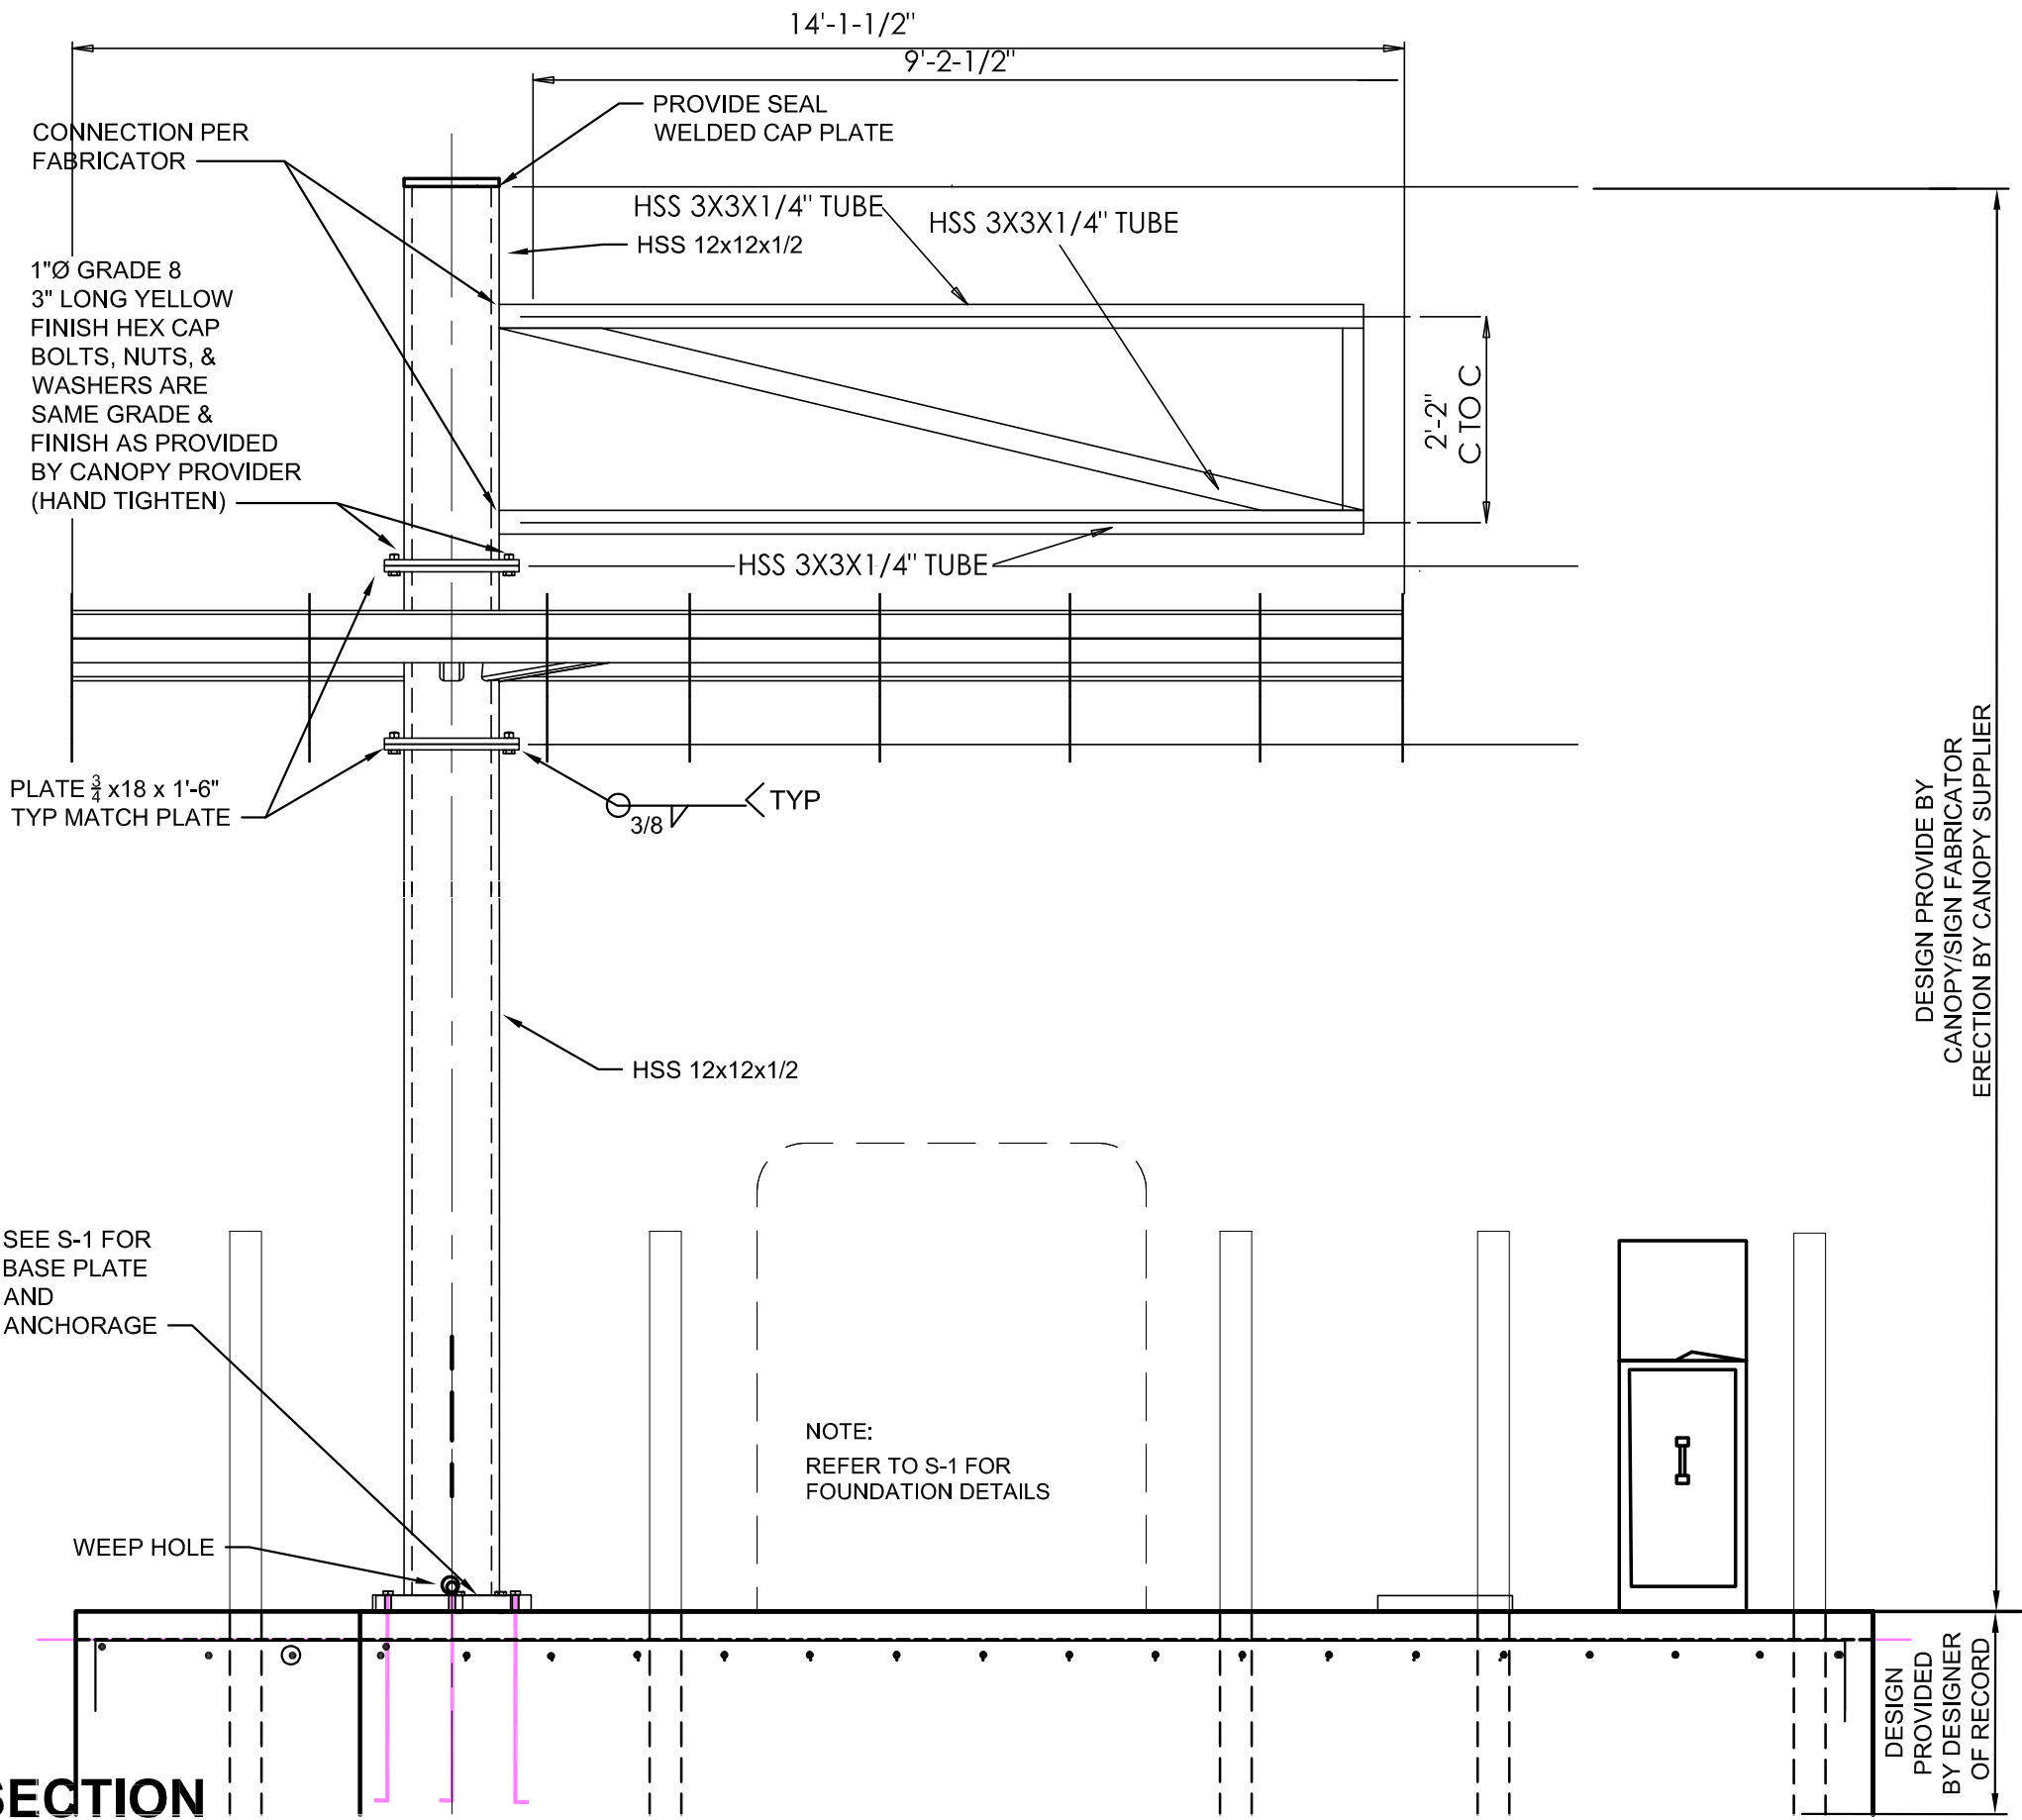 14'-1-1/2"
9'-2-1/2"
PROVIDE SEAL
WELDED CAP PLATE
CONNECTION PER
FABRICATOR
HSS 3X3X1/4" TUBE
HSS 3X3X1/4" TUBE
HSS 12x12x1/2
1"Ø GRADE 8
3" LONG YELLOW
FINISH HEX CAP
BOLTS, NUTS, &
WASHERS ARE
SAME GRADE &
FINISH AS PROVIDED
BY CANOPY PROVIDER
(HAND TIGHTEN)
2'-2"
C TO C
HSS 3X3X1/4" TUBE
PLATE 3/4 x18 x 1'-6"
TYP MATCH PLATE
3/8
TYP
DESIGN PROVIDE BY
CANOPY/SIGN FABRICATOR
ERECTION BY CANOPY SUPPLIER
HSS 12x12x1/2
SEE S-1 FOR
BASE PLATE
AND
ANCHORAGE
NOTE:
REFER TO S-1 FOR
FOUNDATION DETAILS
WEEP HOLE
DESIGN
PROVIDED
BY DESIGNER
OF RECORD
SECTION